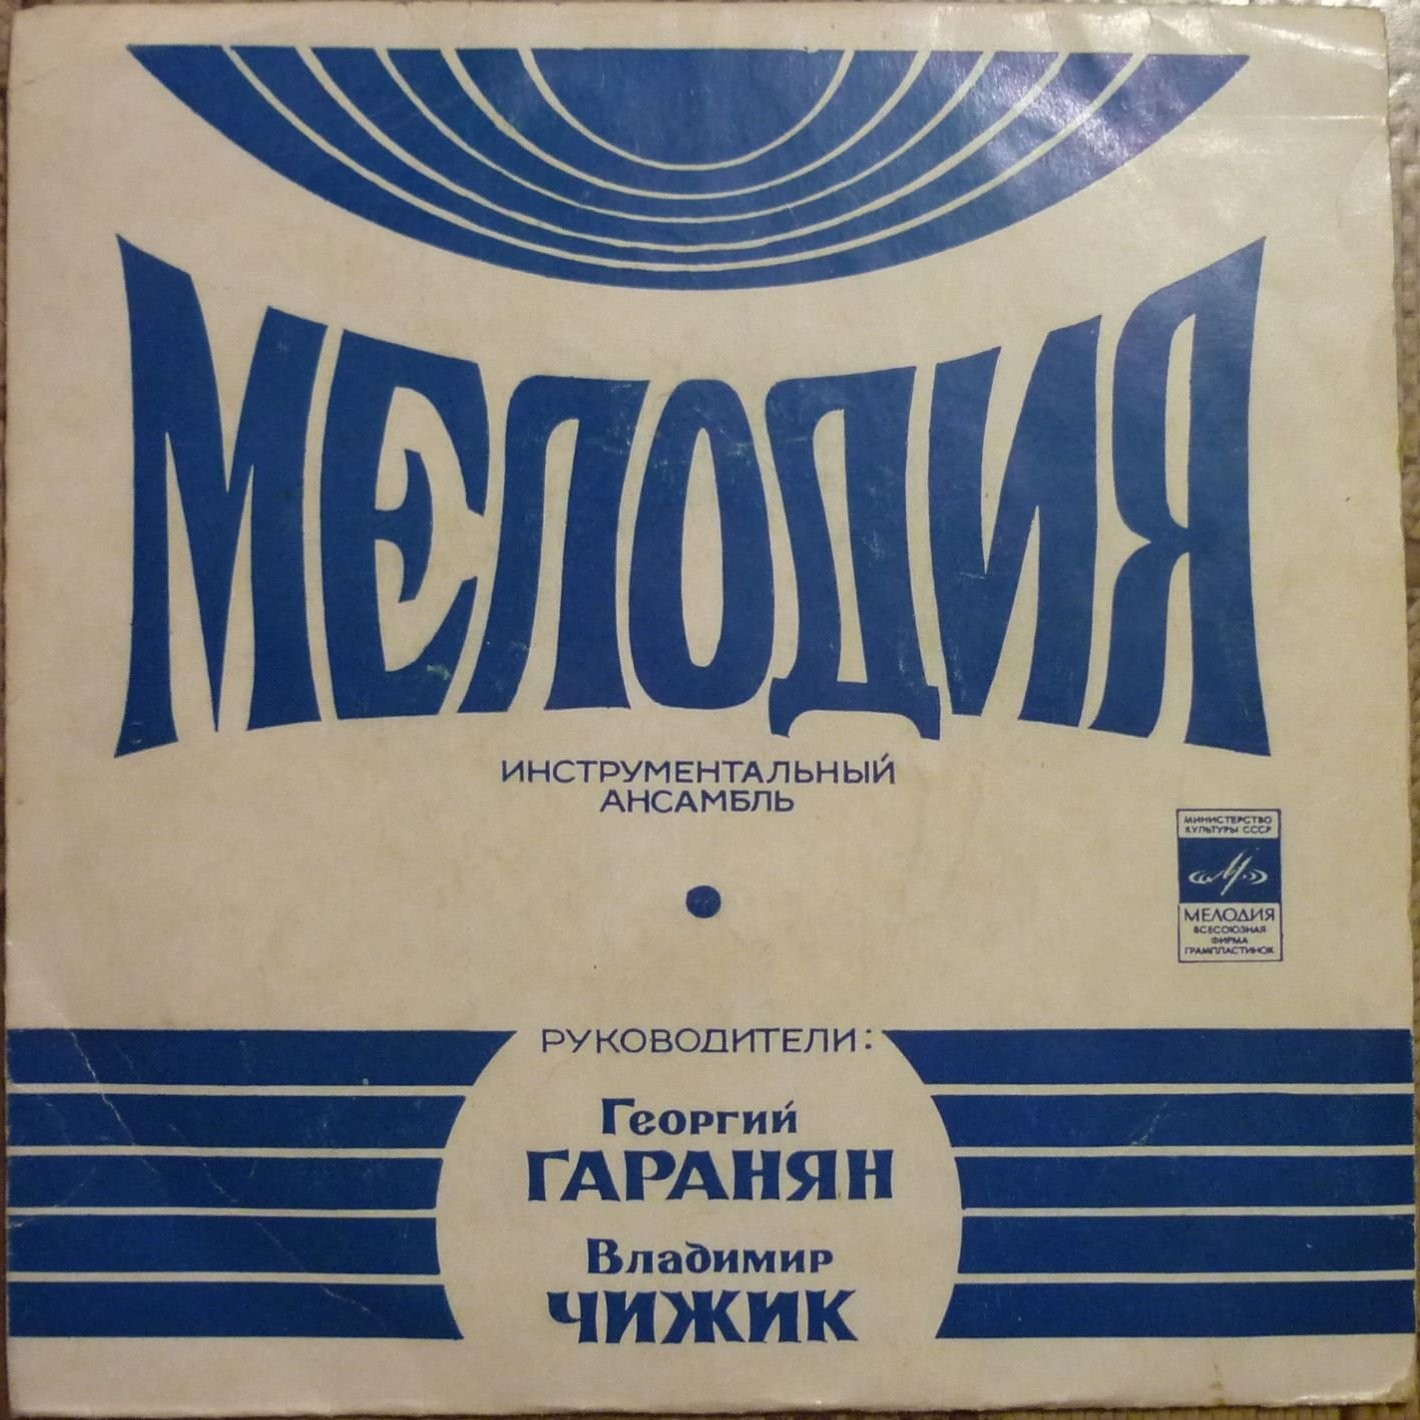 МЕЛОДИЯ
ИНСТРУМЕНТАЛЬНЫЙ
АНСАМБЛЬ
МИНИСТЕРСТВО
КУЛЬТУРЫ СССР
МЕЛОДИЯ
ВСЕСОЮЗНАЯ
ФИРМА
ГРАМПЛАСТИНОК
РУКОВОДИТЕЛИ:
Георгий
ГАРАНЯН
Владимир
ЧИЖИК